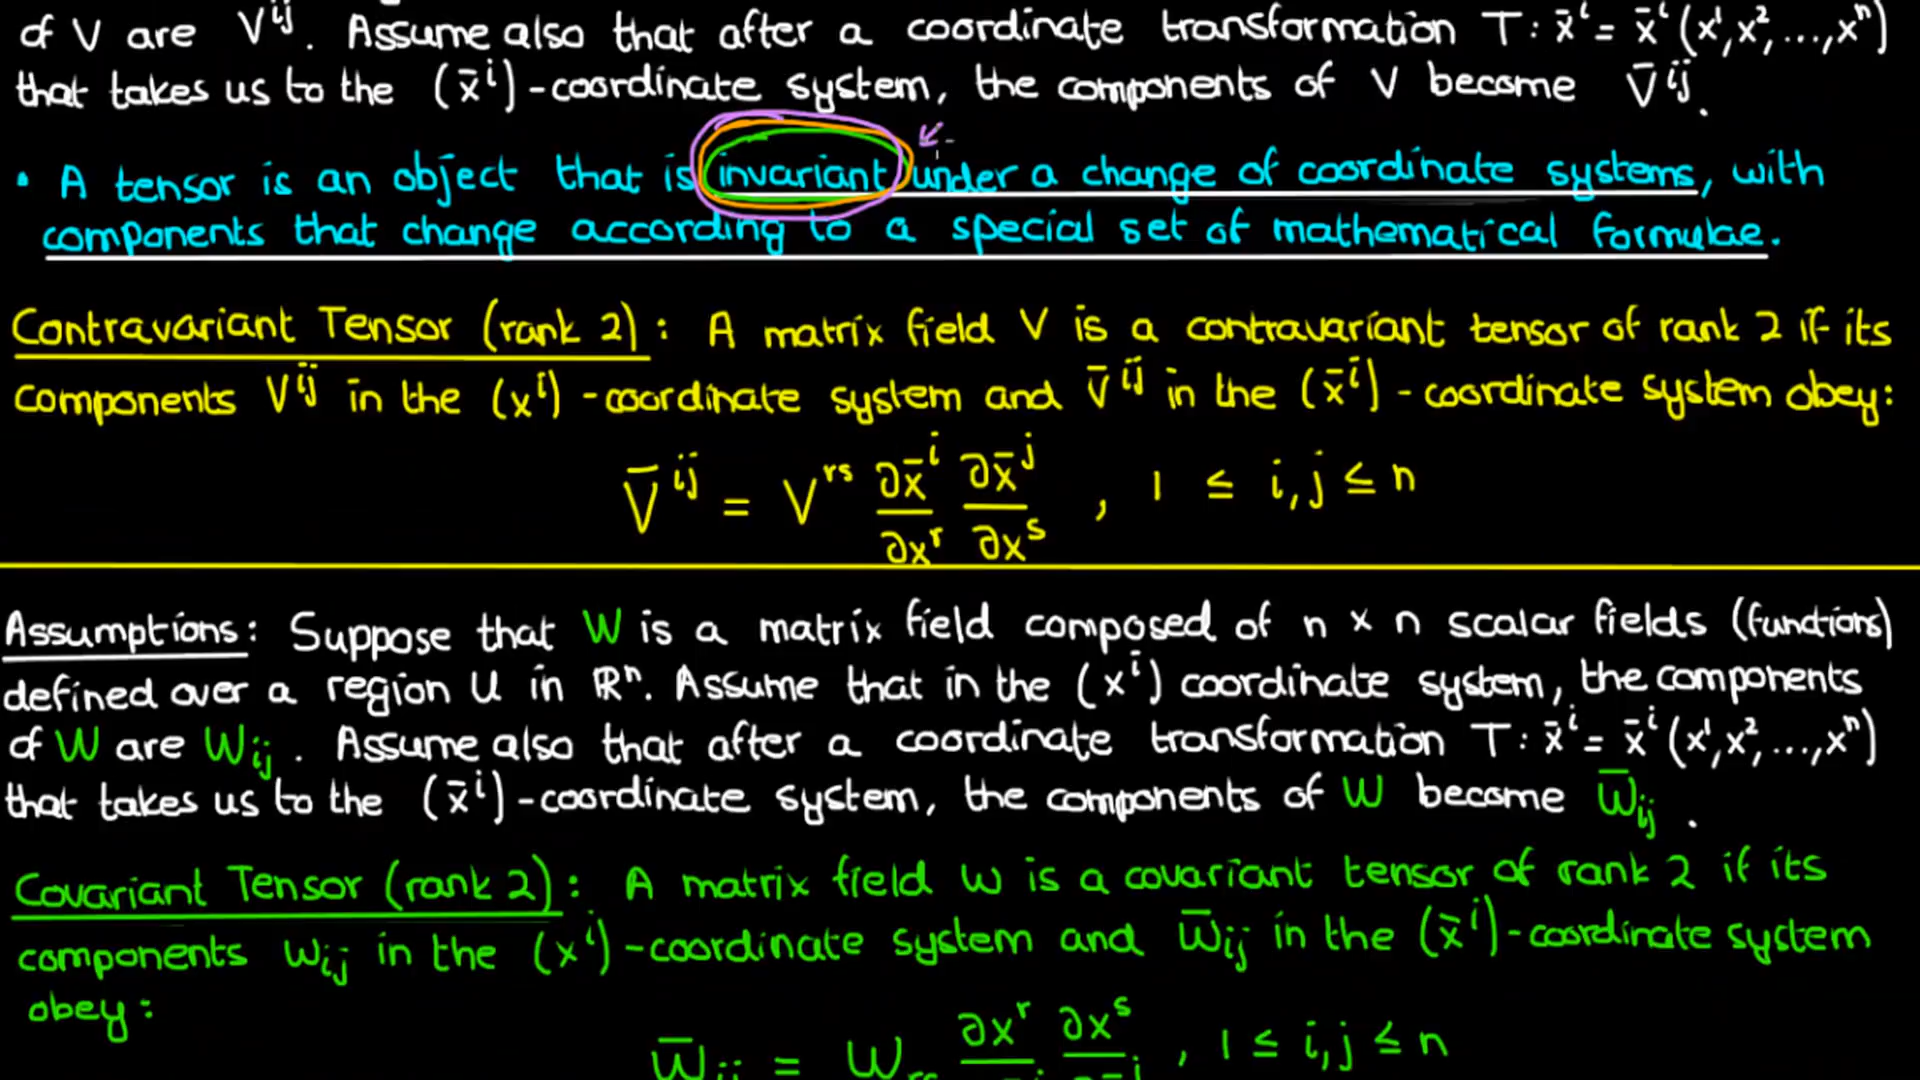 of V are V^ij. Assume also that after a coordinate transformation T: x̄^i = x̄^i(x^1, x^2, ..., x^n)
that takes us to the (x̄^i)-coordinate system, the components of V become V̄^ij.
• A tensor is an object that is invariant under a change of coordinate systems, with
components that change according to a special set of mathematical formulae.
Contravariant Tensor (rank 2): A matrix field V is a contravariant tensor of rank 2 if its
components V^ij in the (x^i)-coordinate system and V̄^ij in the (x̄^i)-coordinate system obey:
V̄^ij = V^rs ∂x̄^i/∂x^r ∂x̄^j/∂x^s , 1 ≤ i,j ≤ n
Assumptions: Suppose that W is a matrix field composed of n × n scalar fields (functions)
defined over a region U in ℝ^n. Assume that in the (x^i) coordinate system, the components
of W are W_ij. Assume also that after a coordinate transformation T: x̄^i = x̄^i(x^1, x^2, ..., x^n)
that takes us to the (x̄^i)-coordinate system, the components of W become W̄_ij.
Covariant Tensor (rank 2): A matrix field W is a covariant tensor of rank 2 if its
components W_ij in the (x^i)-coordinate system and W̄_ij in the (x̄^i)-coordinate system
obey:
W̄_ij = W_rs ∂x^r ∂x^s , 1 ≤ i,j ≤ n